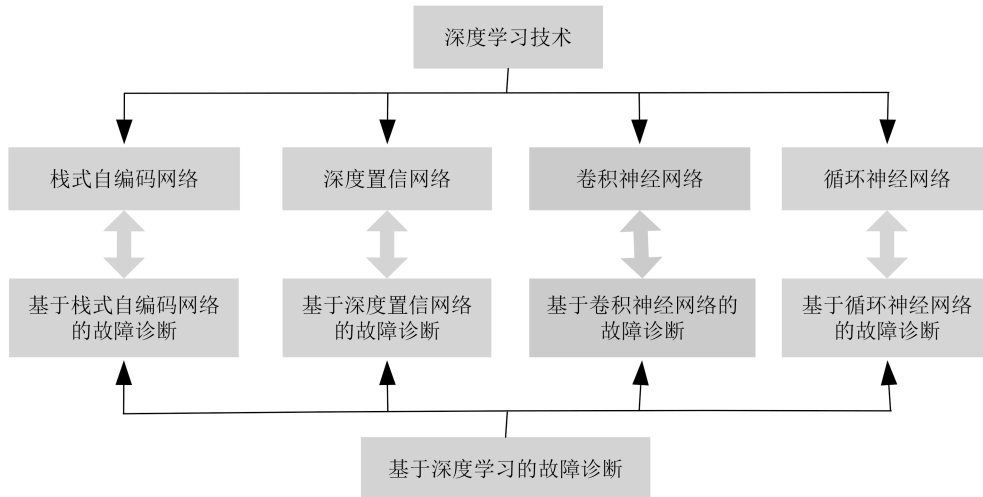 深度学习技术
栈式自编码网络
深度置信网络
卷积神经网络
循环神经网络
基于栈式自编码网络
的故障诊断
基于深度置信网络
的故障诊断
基于卷积神经网络的
故障诊断
基于循环神经网络
的故障诊断
基于深度学习的故障诊断